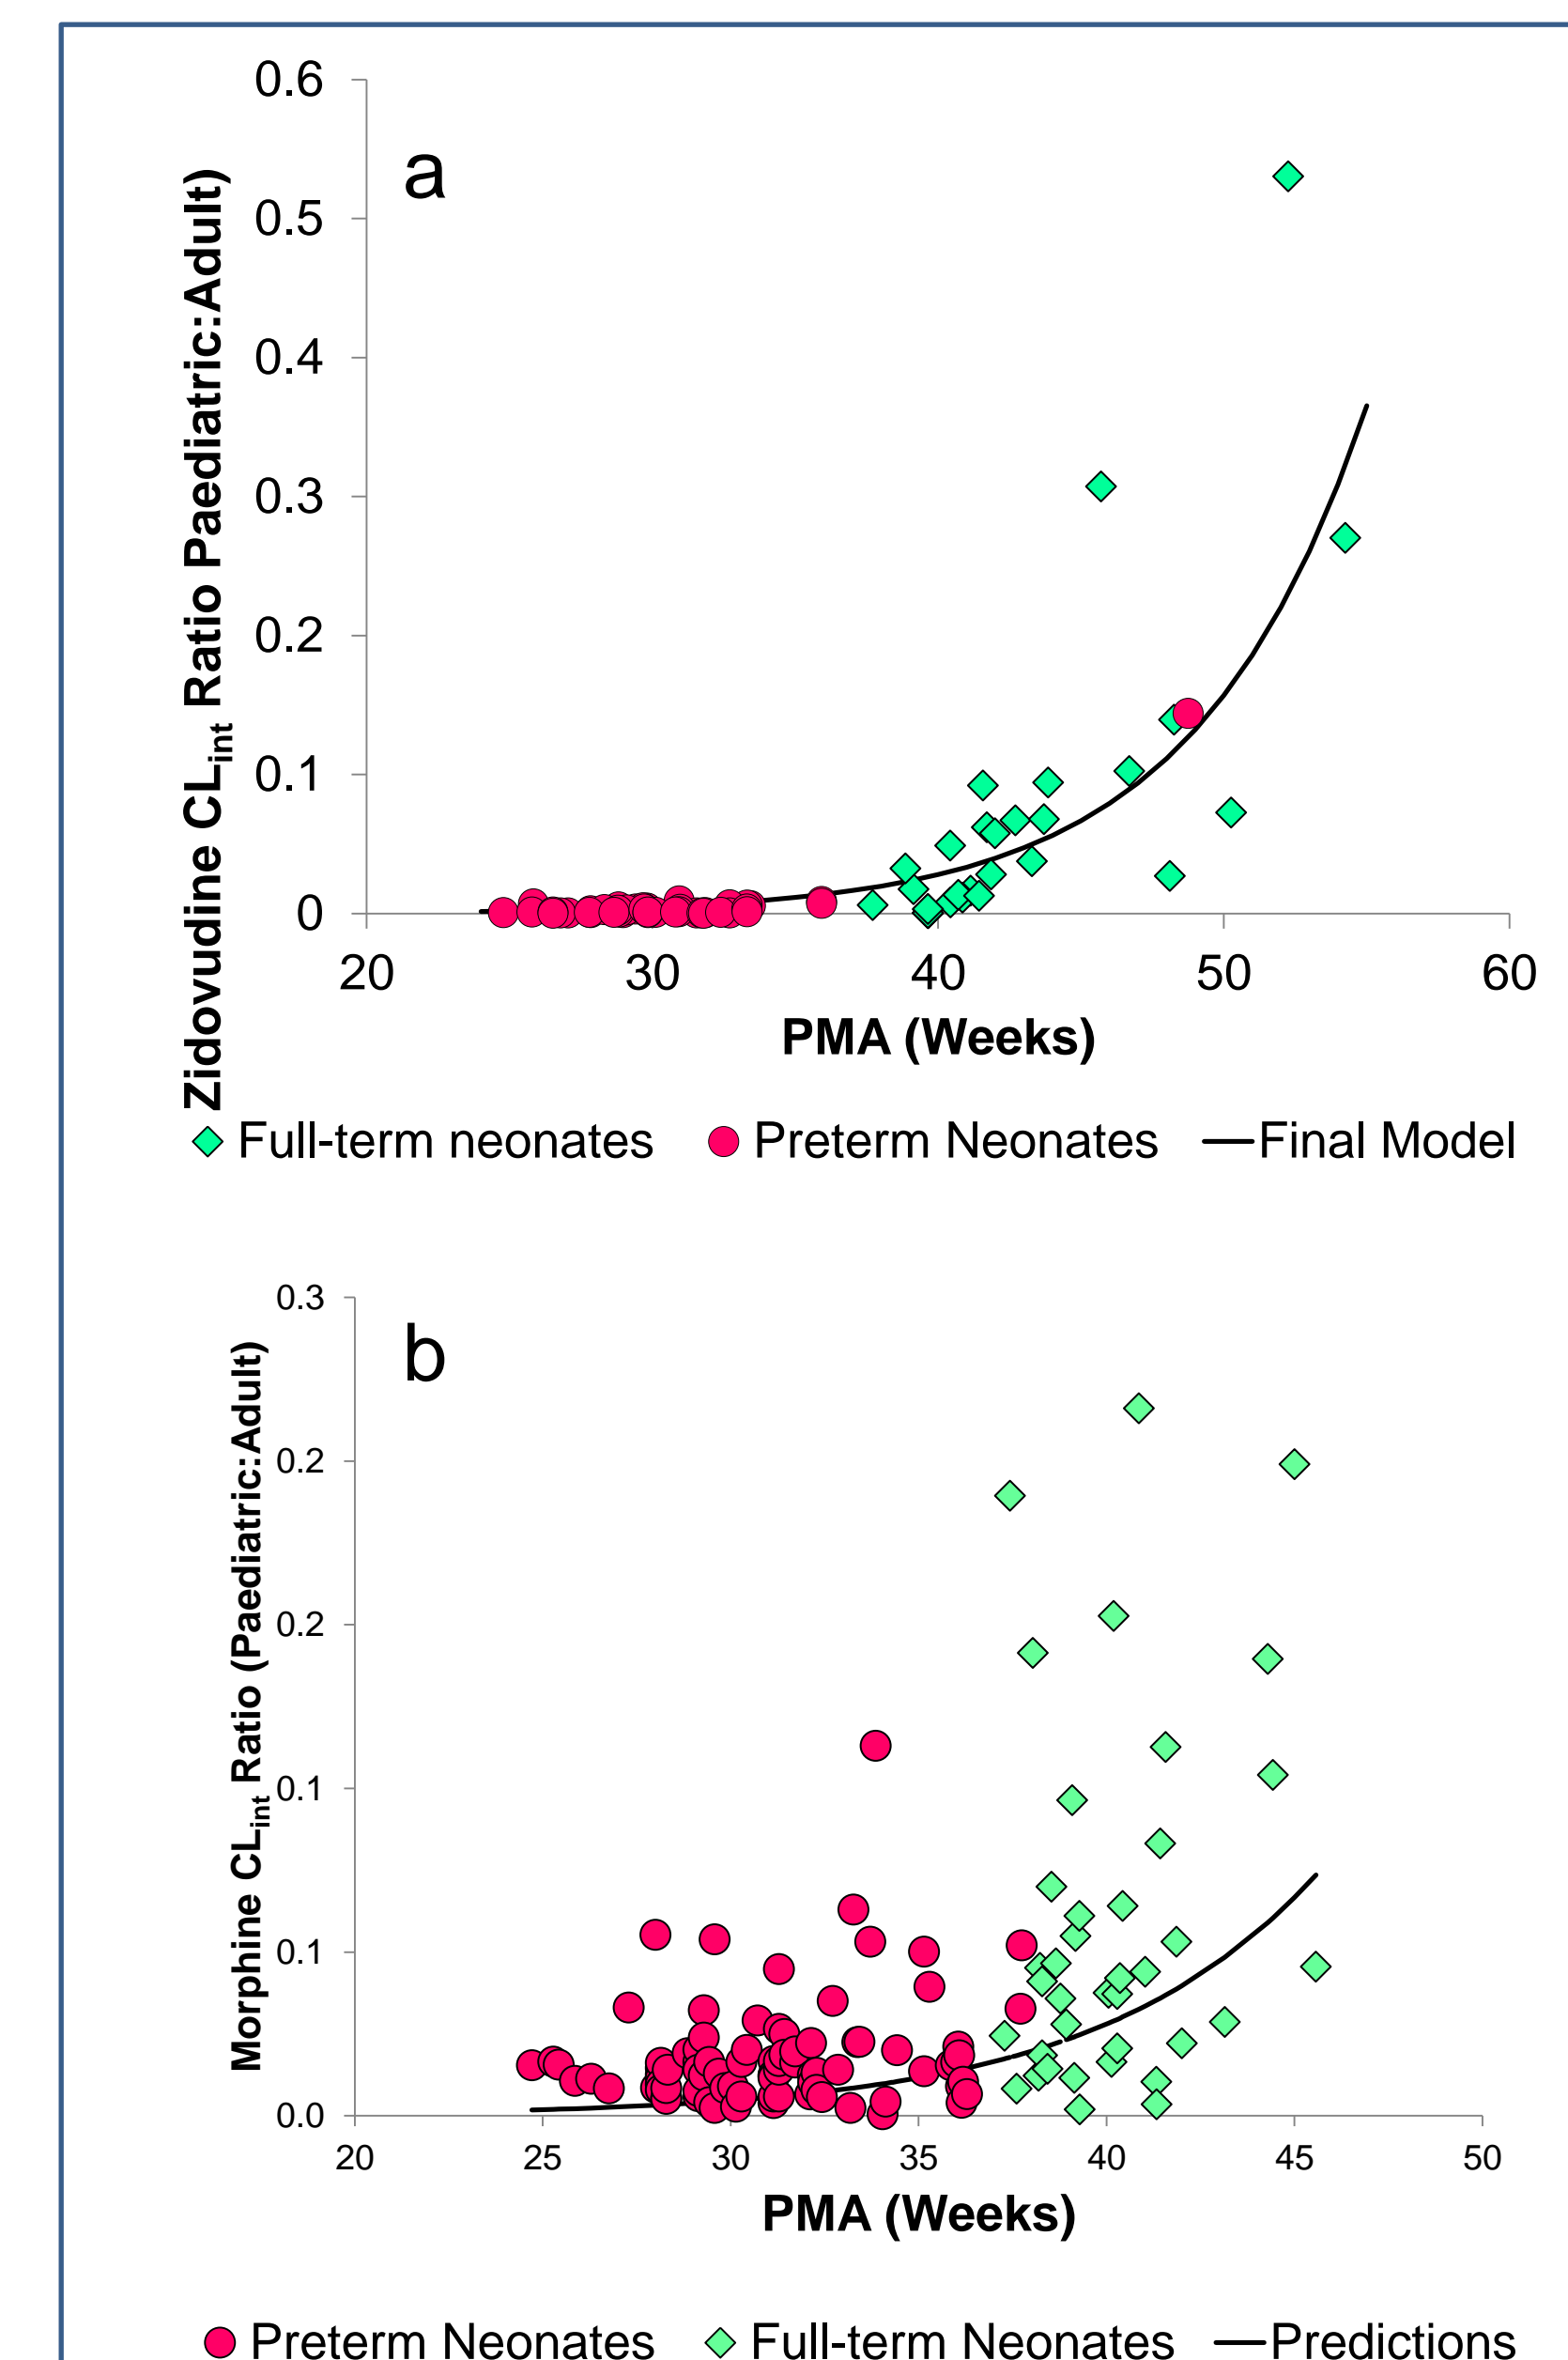 a
Zidovudine CLint Ratio Paediatric:Adult)
0.6
0.5
0.4
0.3
0.2
0.1
0
20 30 40 50 60
PMA (Weeks)
Full-term neonates Preterm Neonates Final Model
b
Morphine CLint Ratio (Paediatric:Adult)
0.3
0.2
0.2
0.1
0.1
0.0
20 25 30 35 40 45 50
PMA (Weeks)
Preterm Neonates Full-term Neonates Predictions